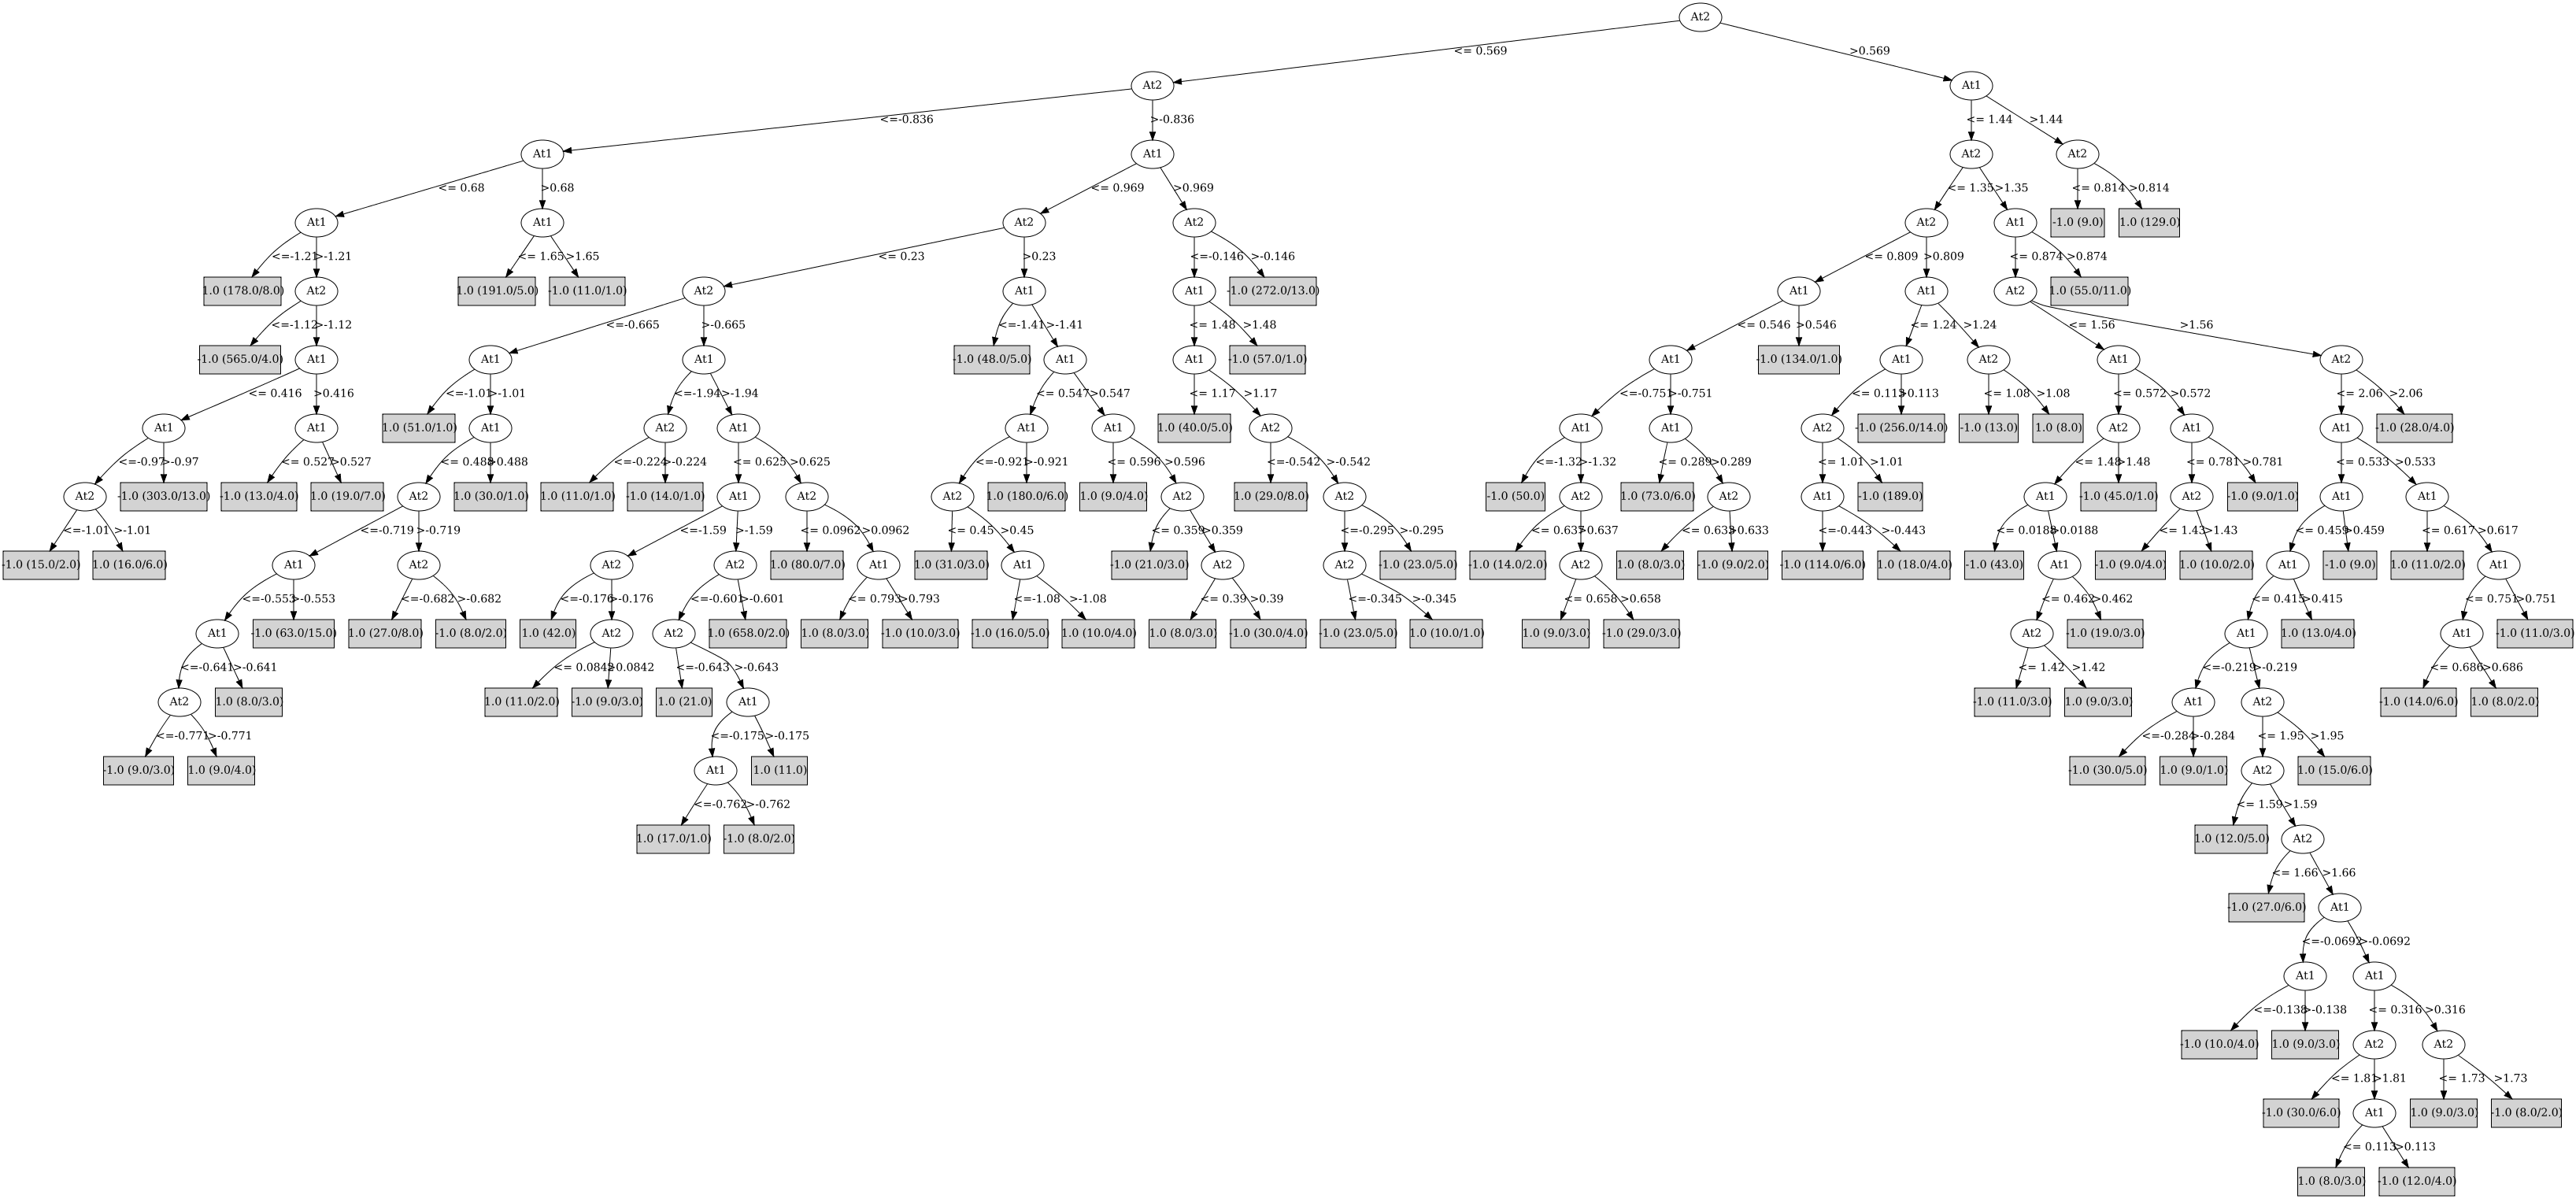 At2
<= 0.569 >0.569
At2 At1
<=-0.836 >-0.836 <= 1.44 >1.44
At1 At1 At2 At2
<= 0.68 >0.68 <= 0.969 >0.969 <= 1.35 >1.35 <= 0.814 >0.814
At1 At1 At2 At2 At2 At1 -1.0 (9.0) 1.0 (129.0)
<=-1.21 >-1.21 <= 1.65 >1.65 <= 0.23 >0.23 <=-0.146 >-0.146 <= 0.809 >0.809 <= 0.874 >0.874
1.0 (178.0/8.0) At2 1.0 (191.0/5.0) -1.0 (11.0/1.0) At2 At1 At1 -1.0 (272.0/13.0) At1 At1 At2 1.0 (55.0/11.0)
<=-1.12 >-1.12 <=-0.665 >-0.665 <=-1.41 >-1.41 <= 1.48 >1.48 <= 0.546 >0.546 <= 1.24 >1.24 <= 1.56 >1.56
-1.0 (565.0/4.0) At1 At1 At1 -1.0 (48.0/5.0) At1 At1 -1.0 (57.0/1.0) At1 -1.0 (134.0/1.0) At1 At2 At1 At2
<= 0.416 >0.416 <=-1.01 >-1.01 <=-1.94 >-1.94 <= 0.547 >0.547 <= 1.17 >1.17 <=-0.751 >-0.751 <= 0.113 >0.113 <= 1.08 >1.08 <= 0.572 >0.572 <= 2.06 >2.06
At1 At1 1.0 (51.0/1.0) At1 At2 At1 At1 At1 1.0 (40.0/5.0) At2 At1 At1 At2 -1.0 (256.0/14.0) -1.0 (13.0) 1.0 (8.0) At2 At1 At1 -1.0 (28.0/4.0)
<=-0.97 >-0.97 <= 0.527 >0.527 <= 0.488 >0.488 <=-0.224 >-0.224 <= 0.625 >0.625 <=-0.921 >-0.921 <= 0.596 >0.596 <=-0.542 >-0.542 <=-1.32 >-1.32 <= 0.289 >0.289 <= 1.01 >1.01 <= 1.48 >1.48 <= 0.781 >0.781 <= 0.533 >0.533
At2 -1.0 (303.0/13.0) -1.0 (13.0/4.0) 1.0 (19.0/7.0) At2 1.0 (30.0/1.0) 1.0 (11.0/1.0) -1.0 (14.0/1.0) At1 At2 At2 1.0 (180.0/6.0) 1.0 (9.0/4.0) At2 1.0 (29.0/8.0) At2 -1.0 (50.0) At2 1.0 (73.0/6.0) At2 At1 -1.0 (189.0) At1 -1.0 (45.0/1.0) At2 -1.0 (9.0/1.0) At1 At1
<=-1.01 >-1.01 <=-0.719 >-0.719 <=-1.59 >-1.59 <= 0.0962 >0.0962 <= 0.45 >0.45 <= 0.359 >0.359 <=-0.295 >-0.295 <= 0.637 >0.637 <= 0.633 >0.633 <=-0.443 >-0.443 <= 0.0188 >0.0188 <= 1.43 >1.43 <= 0.459 >0.459 <= 0.617 >0.617
-1.0 (15.0/2.0) 1.0 (16.0/6.0) At1 At2 At2 At2 1.0 (80.0/7.0) At1 1.0 (31.0/3.0) At1 -1.0 (21.0/3.0) At2 At2 -1.0 (23.0/5.0) -1.0 (14.0/2.0) At2 1.0 (8.0/3.0) -1.0 (9.0/2.0) -1.0 (114.0/6.0) 1.0 (18.0/4.0) -1.0 (43.0) At1 -1.0 (9.0/4.0) 1.0 (10.0/2.0) At1 -1.0 (9.0) 1.0 (11.0/2.0) At1
<=-0.553 >-0.553 <=-0.682 >-0.682 <=-0.176 >-0.176 <=-0.601 >-0.601 <= 0.793 >0.793 <=-1.08 >-1.08 <= 0.39 >0.39 <=-0.345 >-0.345 <= 0.658 >0.658 <= 0.462 >0.462 <= 0.415 >0.415 <= 0.751 >0.751
At1 -1.0 (63.0/15.0) 1.0 (27.0/8.0) -1.0 (8.0/2.0) 1.0 (42.0) At2 At2 1.0 (658.0/2.0) 1.0 (8.0/3.0) -1.0 (10.0/3.0) -1.0 (16.0/5.0) 1.0 (10.0/4.0) 1.0 (8.0/3.0) -1.0 (30.0/4.0) -1.0 (23.0/5.0) 1.0 (10.0/1.0) 1.0 (9.0/3.0) -1.0 (29.0/3.0) At2 -1.0 (19.0/3.0) At1 1.0 (13.0/4.0) At1 -1.0 (11.0/3.0)
<=-0.641 >-0.641 <= 0.0842 >0.0842 <=-0.643 >-0.643 <= 1.42 >1.42 <=-0.219 >-0.219 <= 0.686 >0.686
At2 1.0 (8.0/3.0) 1.0 (11.0/2.0) -1.0 (9.0/3.0) 1.0 (21.0) At1 -1.0 (11.0/3.0) 1.0 (9.0/3.0) At1 At2 -1.0 (14.0/6.0) 1.0 (8.0/2.0)
<=-0.771 >-0.771 <=-0.175 >-0.175 <=-0.284 >-0.284 <= 1.95 >1.95
-1.0 (9.0/3.0) 1.0 (9.0/4.0) At1 1.0 (11.0) -1.0 (30.0/5.0) 1.0 (9.0/1.0) At2 1.0 (15.0/6.0)
<=-0.762 >-0.762 <= 1.59 >1.59
1.0 (17.0/1.0) -1.0 (8.0/2.0) 1.0 (12.0/5.0) At2
<= 1.66 >1.66
-1.0 (27.0/6.0) At1
<=-0.0692 >-0.0692
At1 At1
<=-0.138 >-0.138 <= 0.316 >0.316
-1.0 (10.0/4.0) 1.0 (9.0/3.0) At2 At2
<= 1.81 >1.81 <= 1.73 >1.73
-1.0 (30.0/6.0) At1 1.0 (9.0/3.0) -1.0 (8.0/2.0)
<= 0.113 >0.113
1.0 (8.0/3.0) -1.0 (12.0/4.0)